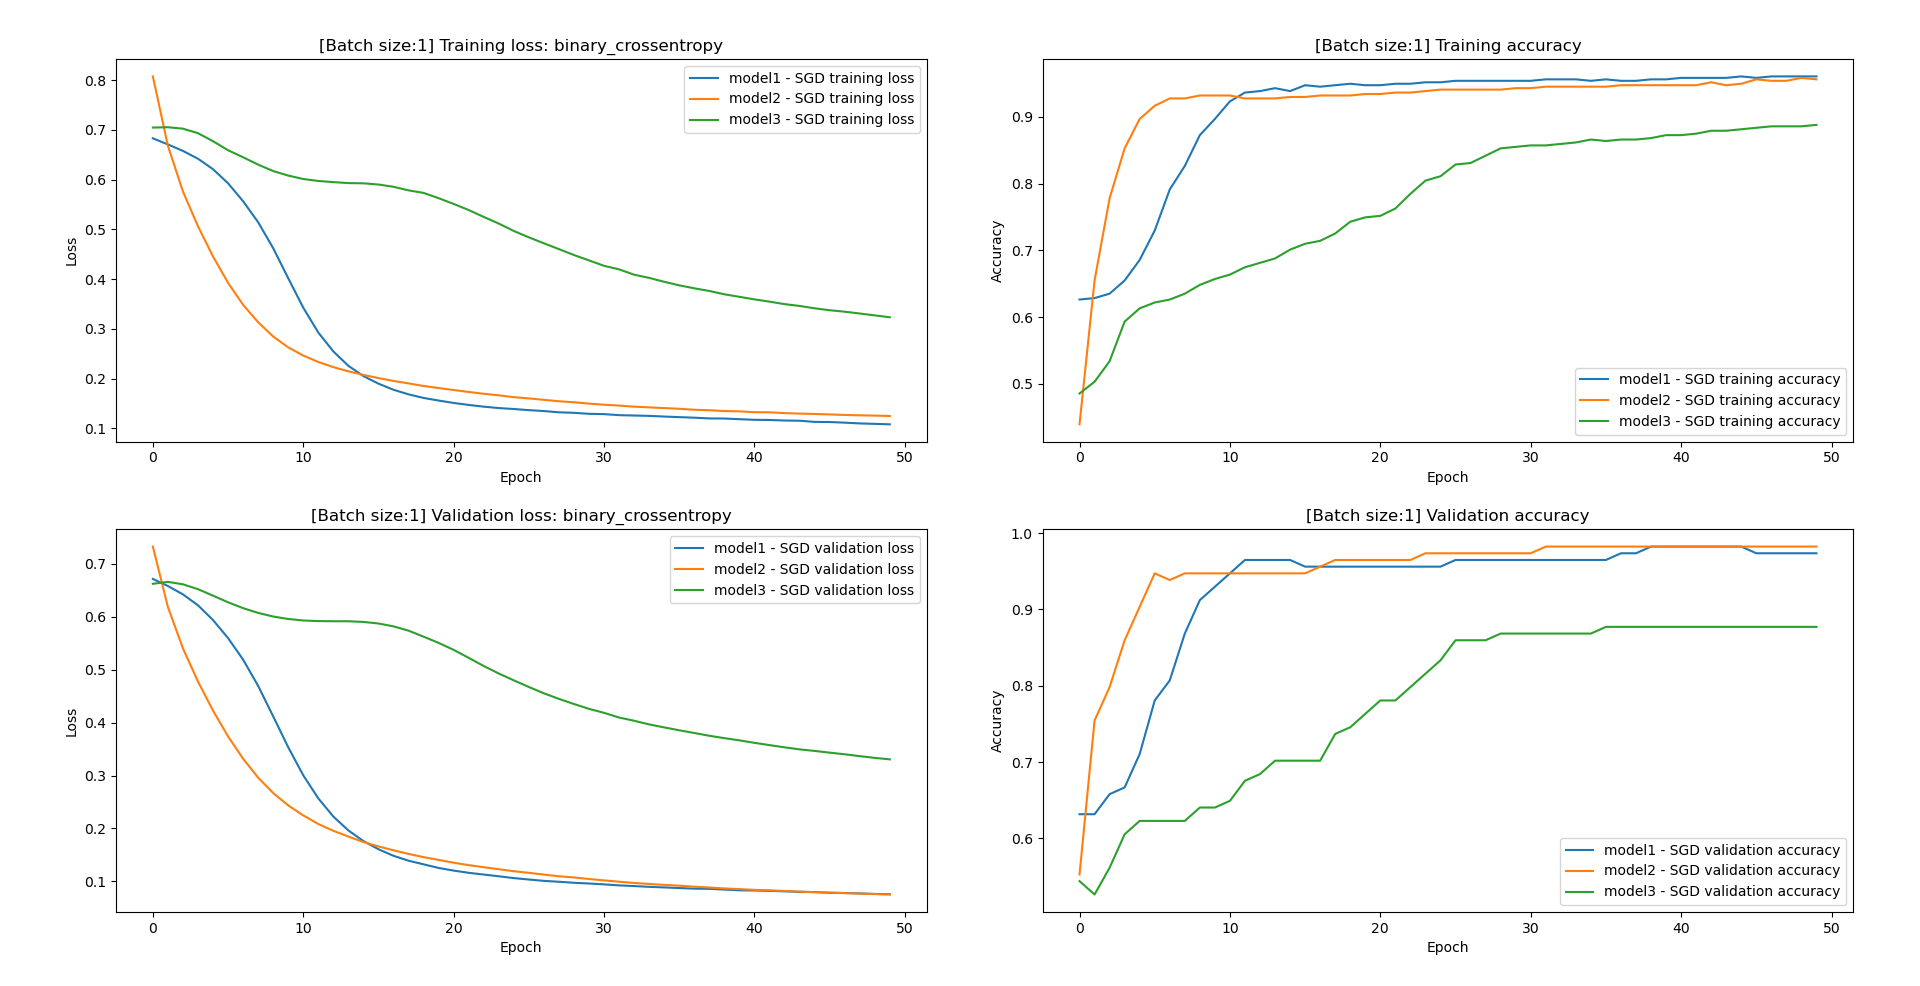 [Batch size:1] Training loss: binary_crossentropy
0.8
0.7
0.6
0.5
0.4
0.3
0.2
0.1
Loss
model1 - SGD training loss
model2 - SGD training loss
model3 - SGD training loss
0 10 20 30 40 50
Epoch
[Batch size:1] Training accuracy
0.9
0.8
0.7
0.6
0.5
Accuracy
model1 - SGD training accuracy
model2 - SGD training accuracy
model3 - SGD training accuracy
0 10 20 30 40 50
Epoch
[Batch size:1] Validation loss: binary_crossentropy
0.7
0.6
0.5
0.4
0.3
0.2
0.1
Loss
model1 - SGD validation loss
model2 - SGD validation loss
model3 - SGD validation loss
0 10 20 30 40 50
Epoch
[Batch size:1] Validation accuracy
1.0
0.9
0.8
0.7
0.6
Accuracy
model1 - SGD validation accuracy
model2 - SGD validation accuracy
model3 - SGD validation accuracy
0 10 20 30 40 50
Epoch